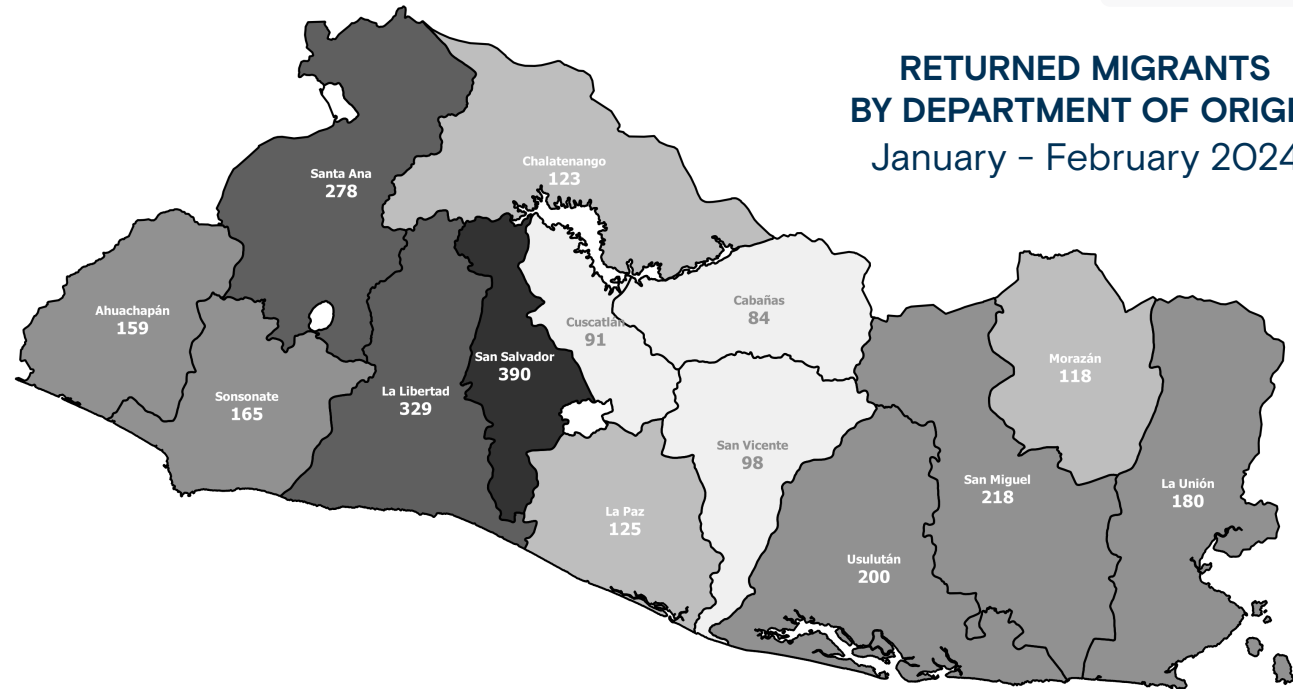 RETURNED MIGRANTS
BY DEPARTMENT OF ORIGI
January - February 2024
Santa Ana
278
Chalatenango
123
Ahuachapán
159
Sonsonate
165
La Libertad
329
San Salvador
390
Cuscatlán
91
Cabañas
84
San Vicente
98
La Paz
125
Usulután
200
San Miguel
218
Morazán
118
La Unión
180